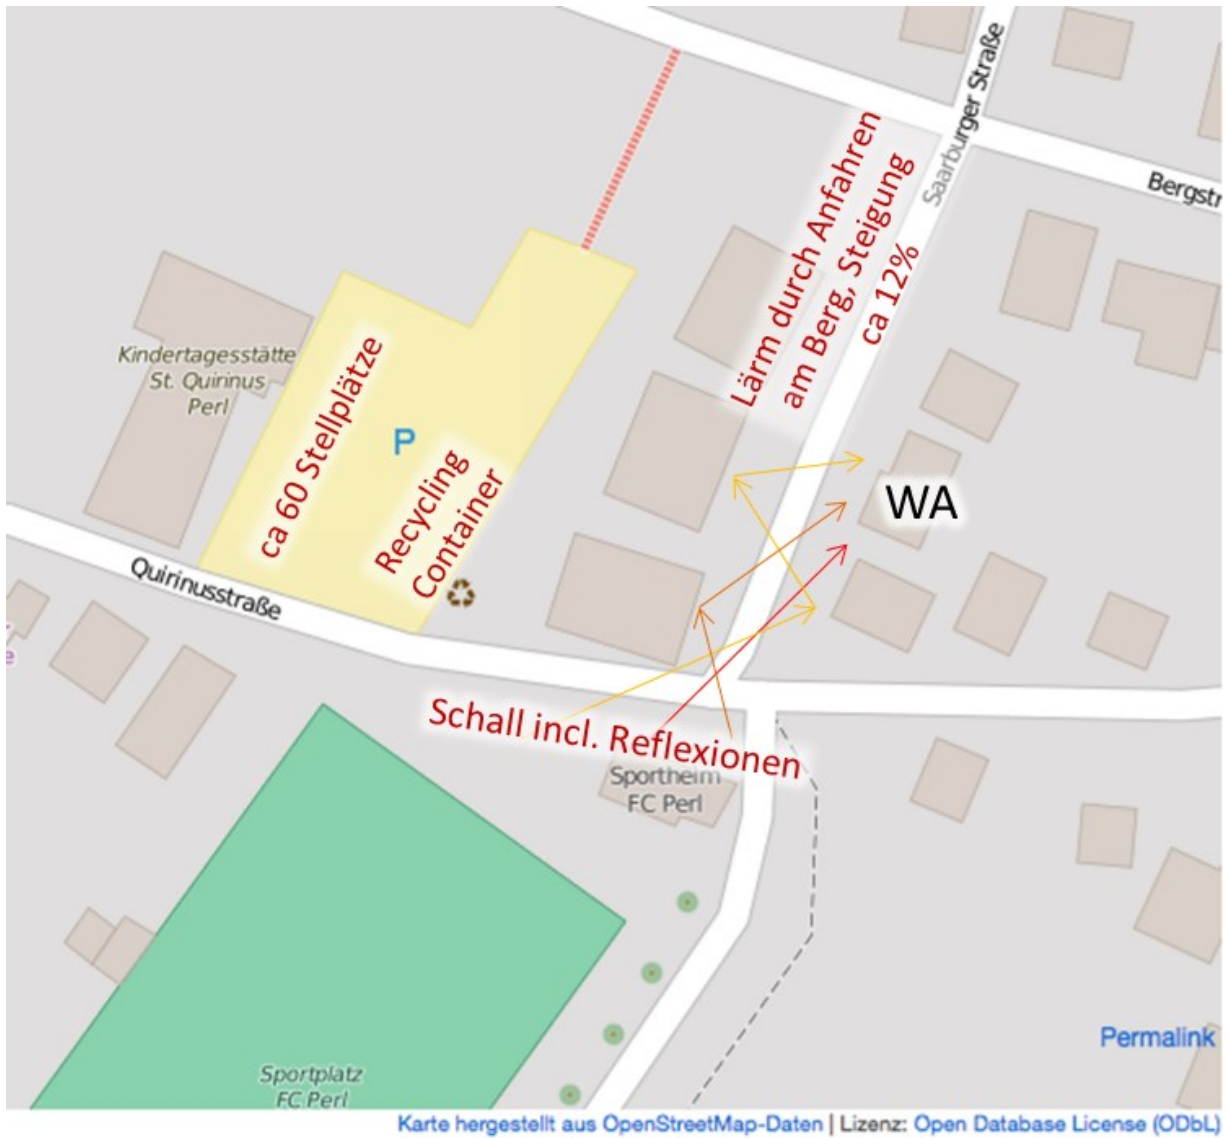 Saarburger Straße
Bergstr
Lärm durch Anfahren
am Berg, Steigung
ca 12%
Kindertagesstätte
St. Quirinus
Perl
ca 60 Stellplätze
P
Recycling
Container
WA
Quirinusstraße
e
Schall incl. Reflexionen
Sportheim
FC Perl
Permalink
Sportplatz
FC Perl
Karte hergestellt aus OpenStreetMap-Daten | Lizenz: Open Database License (ODbL)